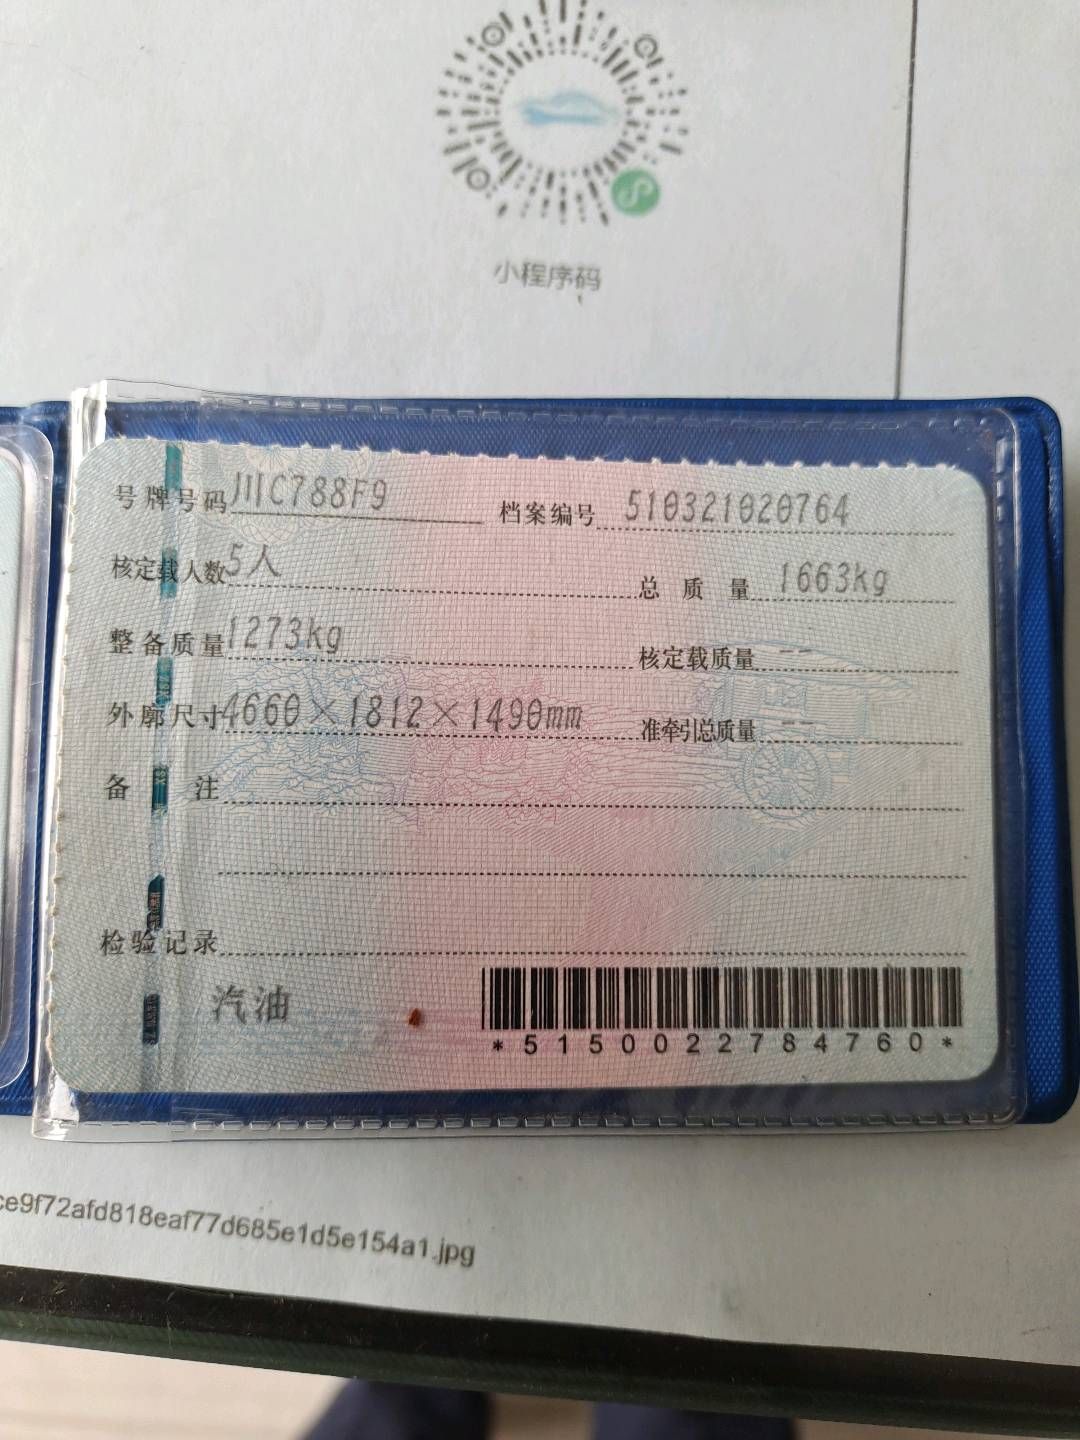 小程序码
号牌号码 川C788F9 档案编号 510321020764
核定载人数 5人 总质量 1663kg
整备质量 1273kg 核定载质量 --
外廓尺寸 4660×1812×1490mm 准牵引总质量 --
备注
检验记录
汽油
*5150022784760*
ce9f72afd818eaf77d685e1d5e154a1.jpg